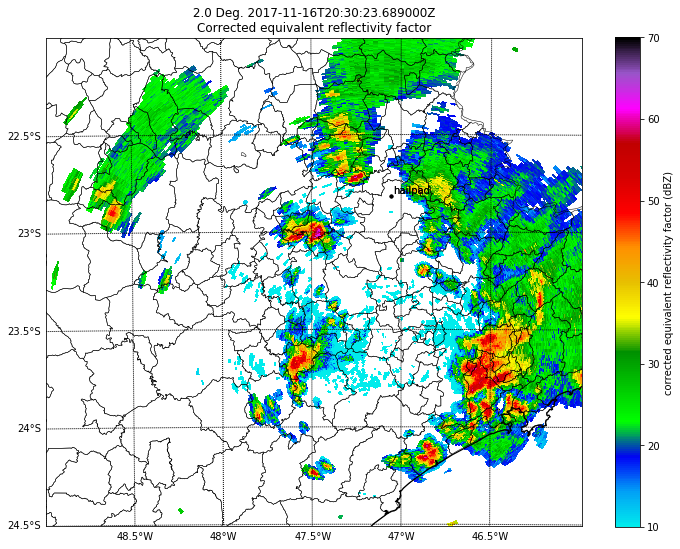 2.0 Deg. 2017-11-16T20:30:23.689000Z
Corrected equivalent reflectivity factor
22.5°S
23°S
23.5°S
24°S
24.5°S
48.5°W
48°W
47.5°W
47°W
46.5°W
hailpad
70
60
50
40
30
20
10
corrected equivalent reflectivity factor (dBZ)